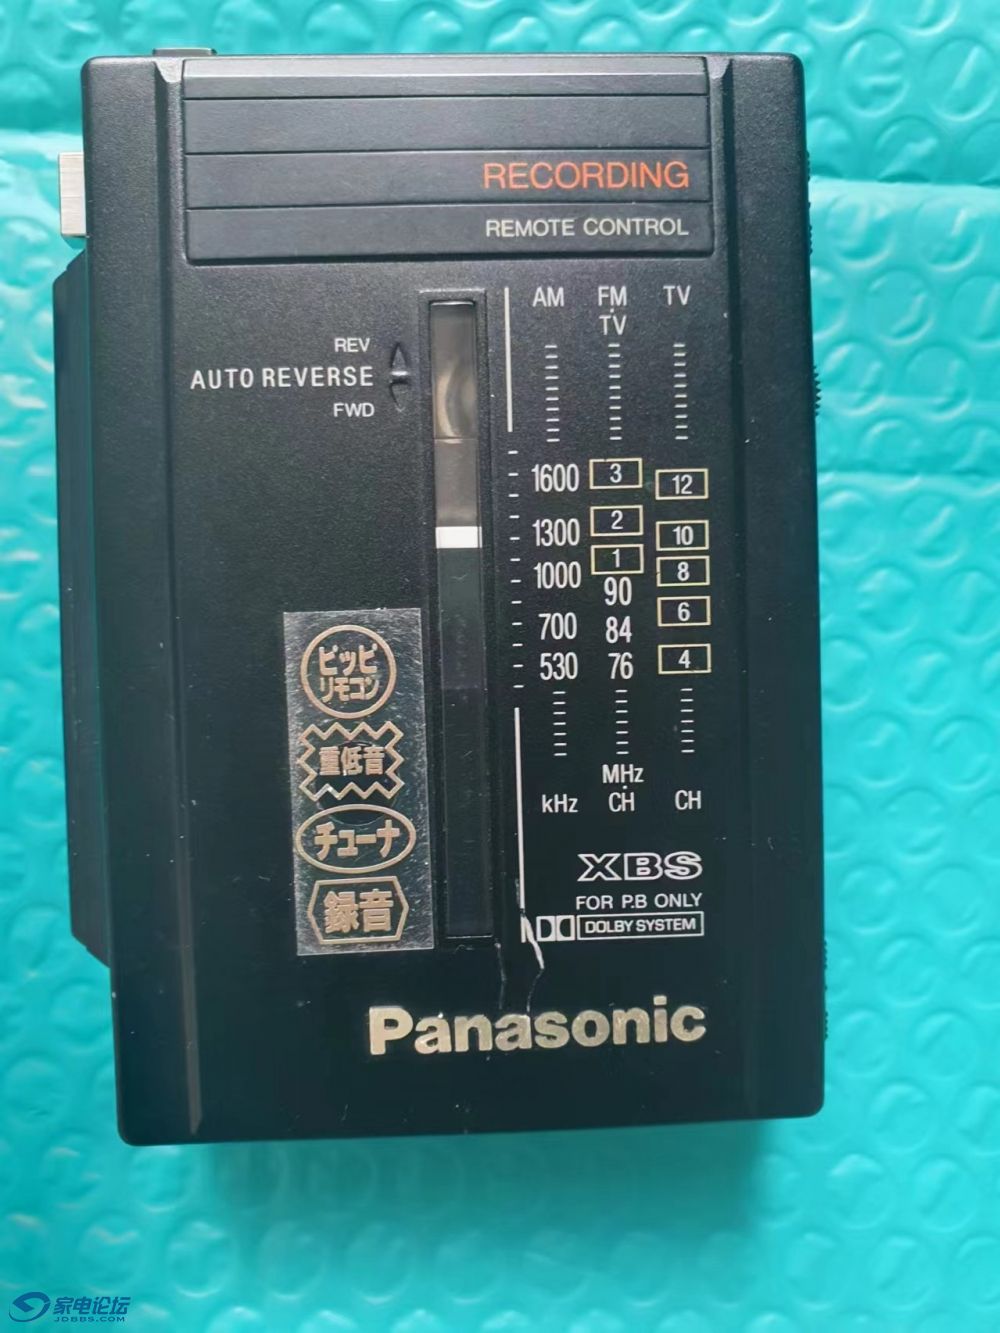 RECORDING
REMOTE CONTROL
AM FM TV
TV
REV
AUTO REVERSE
FWD
1600 3 12
1300 2 10
1000 1 8
90
700 84 6
530 76 4
MHz
kHz CH CH
ピッピ
リモコン
重低音
チューナ
録音
XBS
FOR P.B ONLY
DOLBY SYSTEM
Panasonic
家电论坛
JDBBS.COM